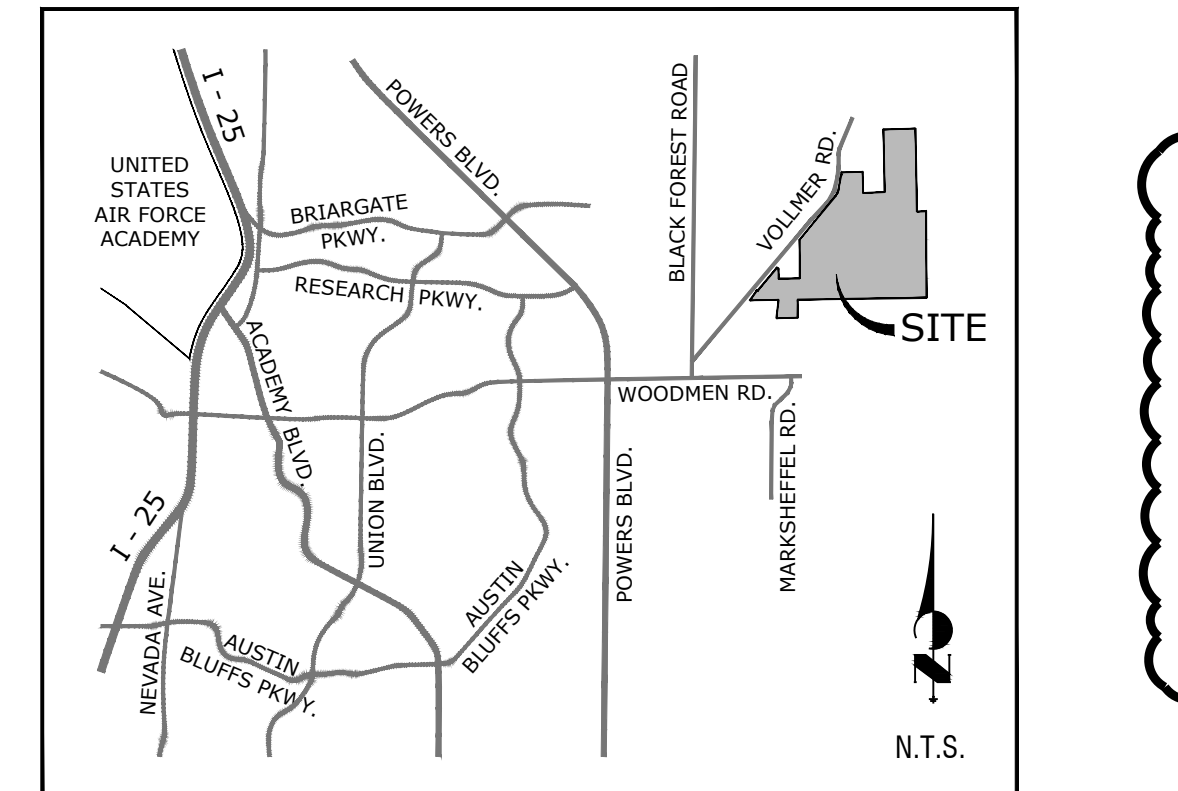 I - 25
POWERS BLVD.
BLACK FOREST ROAD
VOLLMER RD.
UNITED
STATES
AIR FORCE
ACADEMY
BRIARGATE
PKWY.
RESEARCH PKWY.
SITE
ACADEMY BLVD.
WOODMEN RD.
UNION BLVD.
POWERS BLVD.
MARKSHEFFEL RD.
I - 25
NEVADA AVE.
AUSTIN
BLUFFS PKWY.
AUSTIN
BLUFFS PKWY.
N
N.T.S.